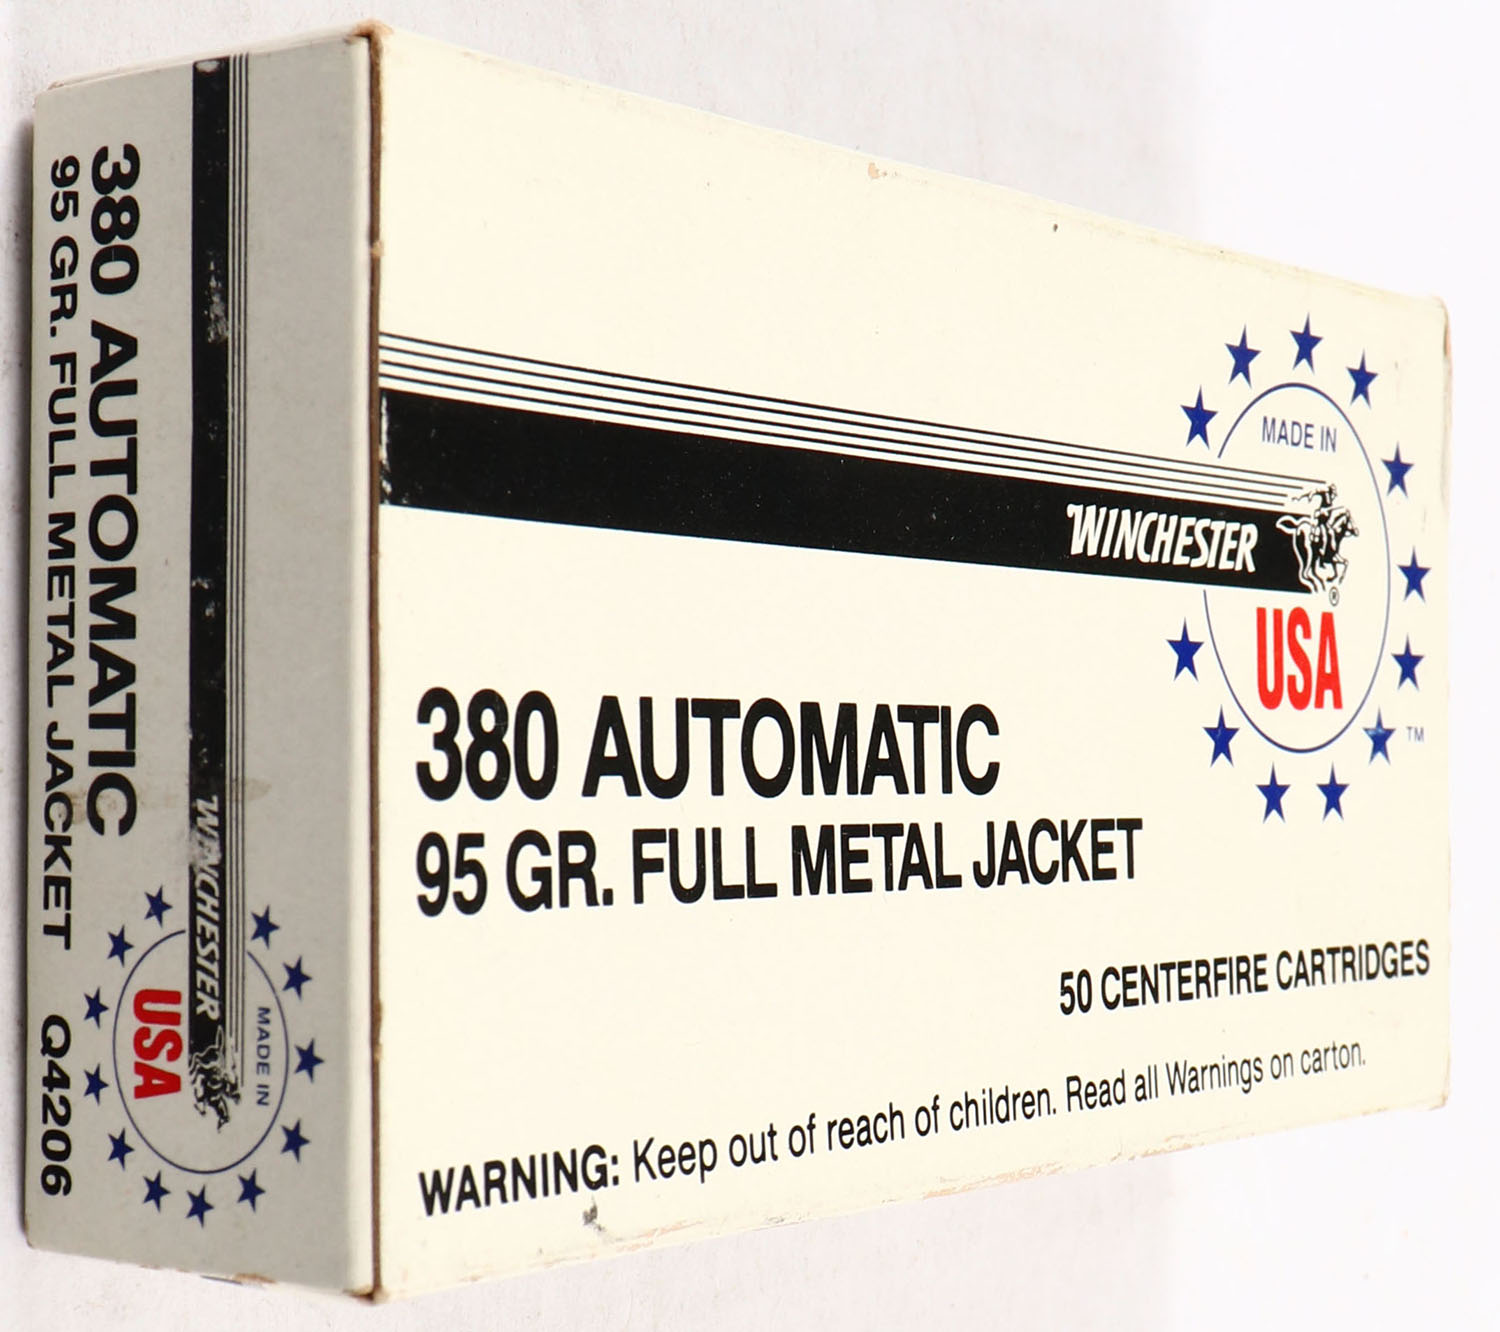 380 AUTOMATIC
95 GR. FULL METAL JACKET Q4206
WINCHESTER
MADE IN
USA
MADE IN
WINCHESTER
®
USA
TM
380 AUTOMATIC
95 GR. FULL METAL JACKET
50 CENTERFIRE CARTRIDGES
WARNING: Keep out of reach of children. Read all Warnings on carton.